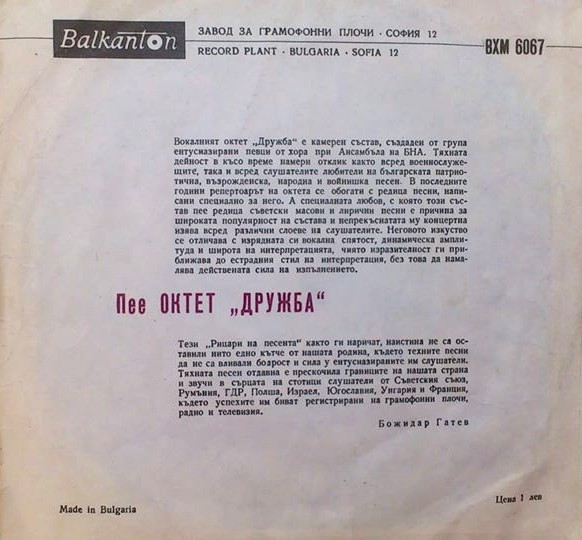 Balkanton
ЗАВОД ЗА ГРАМОФОННИ ПЛОЧИ · СОФИЯ 12
RECORD PLANT · BULGARIA · SOFIA 12
ВХМ 6067
Вокалният октет „Дружба“ е камерен състав, създаден от група
ентусиазирани певци от хора при Ансамбъла на БНА. Тяхната
дейност в късо време намери отклик както всред военнослуже-
щите, така и всред слушателите любители на българската патрио-
тична, възрожденска, народна и войнишка песен. В последните
години репертоарът на октета се обогати с редица песни, напи-
сани специално за него. А специалната любов, с която този със-
тав пее редица съветски масови и лирични песни е причина за
широката популярност на състава и непрекъснатата му концертна
изява всред различни слоеве на слушателите. Неговото изкуство
се отличава с изрядната си вокална спятост, динамическа ампли-
туда и широта на интерпретацията, чиято изразителност ги при-
ближава до естрадния стил на интерпретация, без това да нама-
лява действената сила на изпълнението.
Пее ОКТЕТ „ДРУЖБА“
Тези „Рицари на песента“ както ги наричат, наистина не са ос-
тавили нито едно кътче от нашата родина, където техните песни
да не са вливали боарост и сила у ентусиазираните им слушатели.
Тяхната песен отдавна е прескочила границите на нашата страна
и звучи в сърцата на стотици слушатели от Съветския съюз,
Румъния, ГДР, Полша, Израел, Югославия, Унгария и Франция,
където успехите им биват регистрирани на грамофонни плочи,
радио и телевизия.
Божидар Гатев
Made in Bulgaria
Цена 1 лев